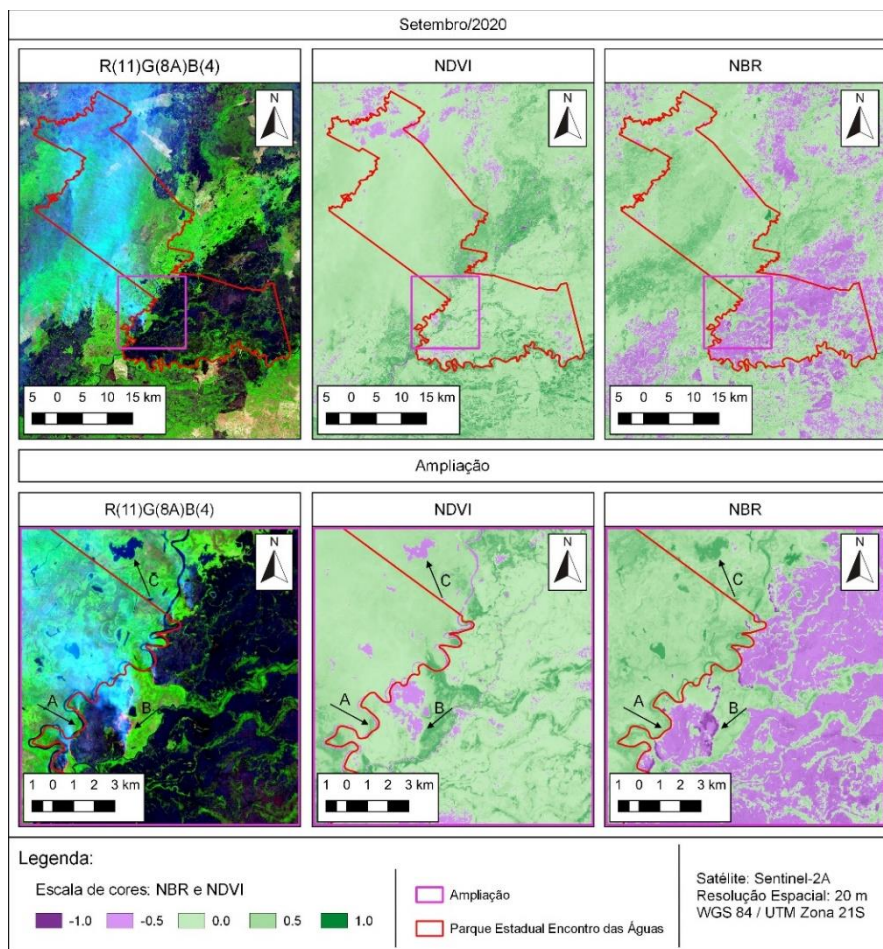 Setembro/2020
R(11)G(8A)B(4)
NDVI
NBR
N
N
N
5 0 5 10 15 km
5 0 5 10 15 km
5 0 5 10 15 km
Ampliação
R(11)G(8A)B(4)
NDVI
NBR
N
N
N
C
C
C
A
B
A
B
A
B
1 0 1 2 3 km
1 0 1 2 3 km
1 0 1 2 3 km
Legenda:
Escala de cores: NBR e NDVI
-1.0 -0.5 0.0 0.5 1.0
Ampliação
Parque Estadual Encontro das Águas
Satélite: Sentinel-2A
Resolução Espacial: 20 m
WGS 84 / UTM Zona 21S